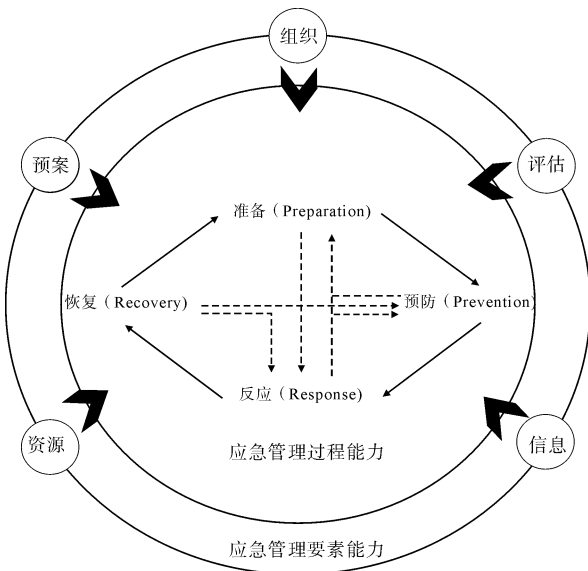 组织
预案
评估
准备（Preparation)
恢复（Recovery)
预防（Prevention)
反应（Response)
资源
信息
应急管理过程能力
应急管理要素能力